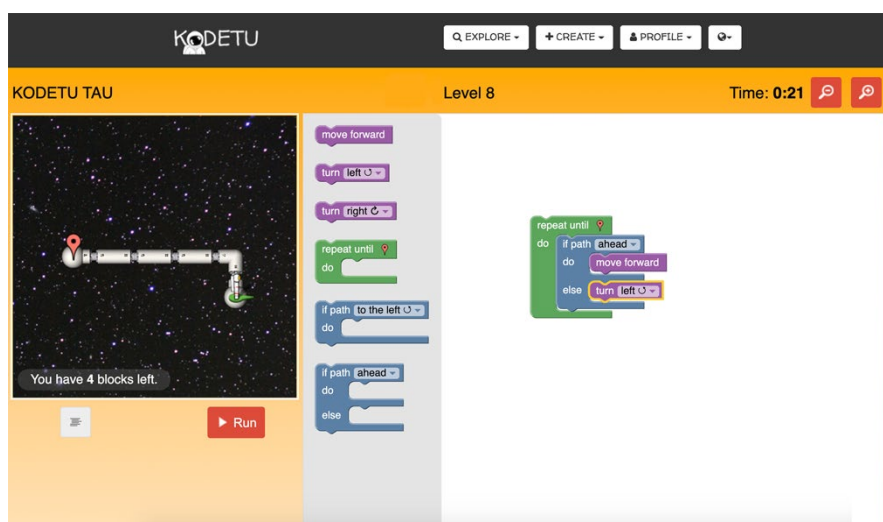 KODETU
EXPLORE
CREATE
PROFILE
KODETU TAU
Level 8
Time: 0:21
You have 4 blocks left.
Run
move forward
turn left ↺
turn right ↻
repeat until
do
if path to the left ↺
do
if path ahead
do
else
repeat until
do if path ahead
do move forward
else turn left ↺